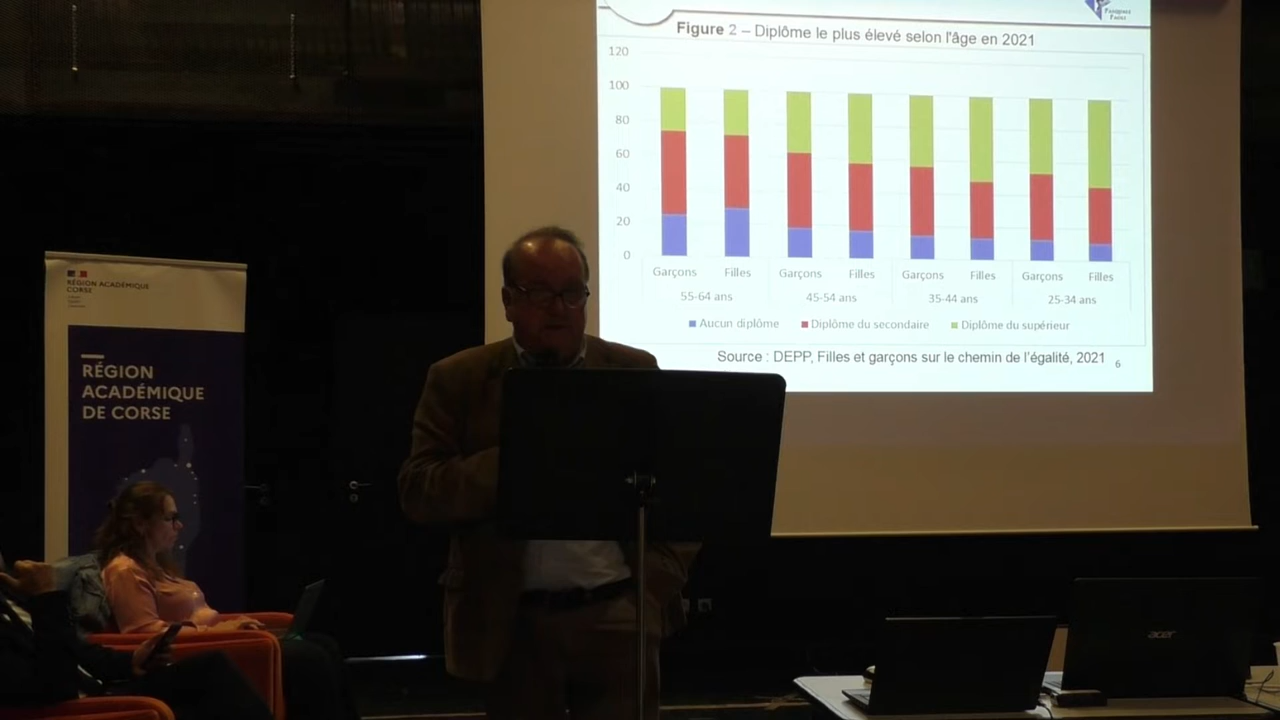 Figure 2 – Diplôme le plus élevé selon l'âge en 2021
120
100
80
60
40
20
0
Garçons Filles Garçons Filles Garçons Filles Garçons Filles
55-64 ans 45-54 ans 35-44 ans 25-34 ans
Aucun diplôme Diplôme du secondaire Diplôme du supérieur
Source : DEPP, Filles et garçons sur le chemin de l'égalité, 2021
6
RÉGION ACADÉMIQUE
CORSE
RÉGION
ACADÉMIQUE
DE CORSE
acer